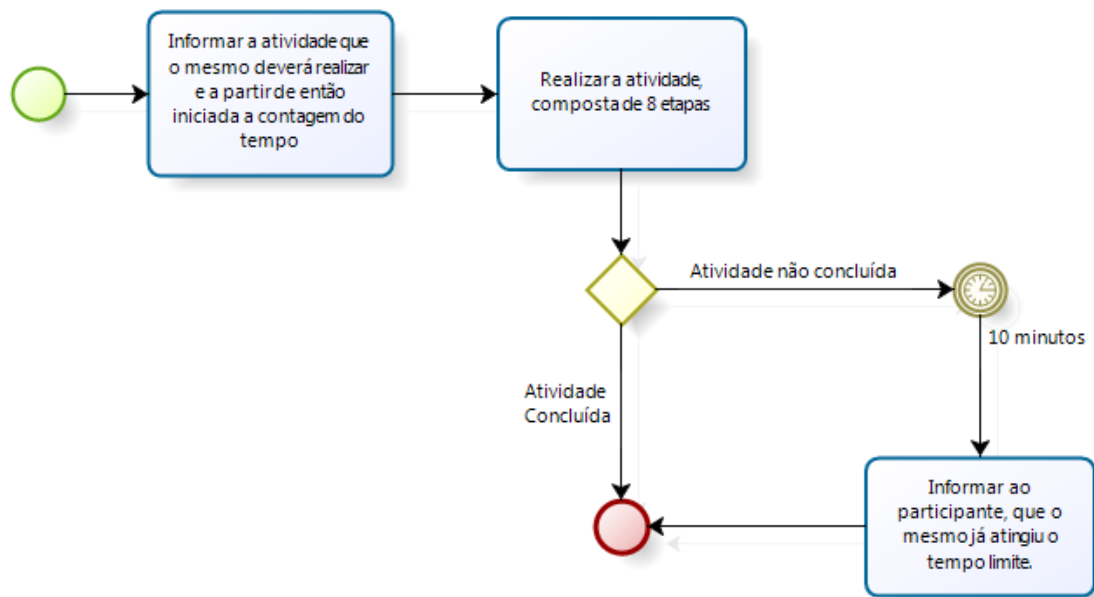 Informar a atividade que
o mesmo deverá realizar
e a partir de então
iniciada a contagem do
tempo
Realizar a atividade,
composta de 8 etapas
Atividade não concluída
10 minutos
Atividade
Concluída
Informar ao
participante, que o
mesmo já atingiu o
tempo limite.